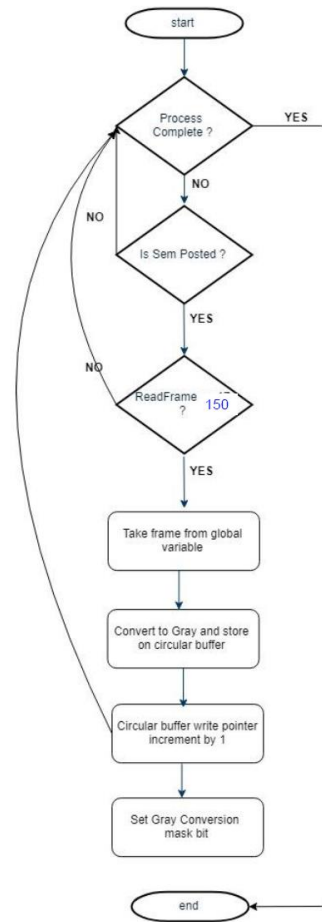 start
Process
Complete ?
YES
NO
NO
Is Sem Posted ?
YES
NO
ReadFrame
150
?
YES
Take frame from global
variable
Convert to Gray and store
on circular buffer
Circular buffer write pointer
increment by 1
Set Gray Conversion
mask bit
end